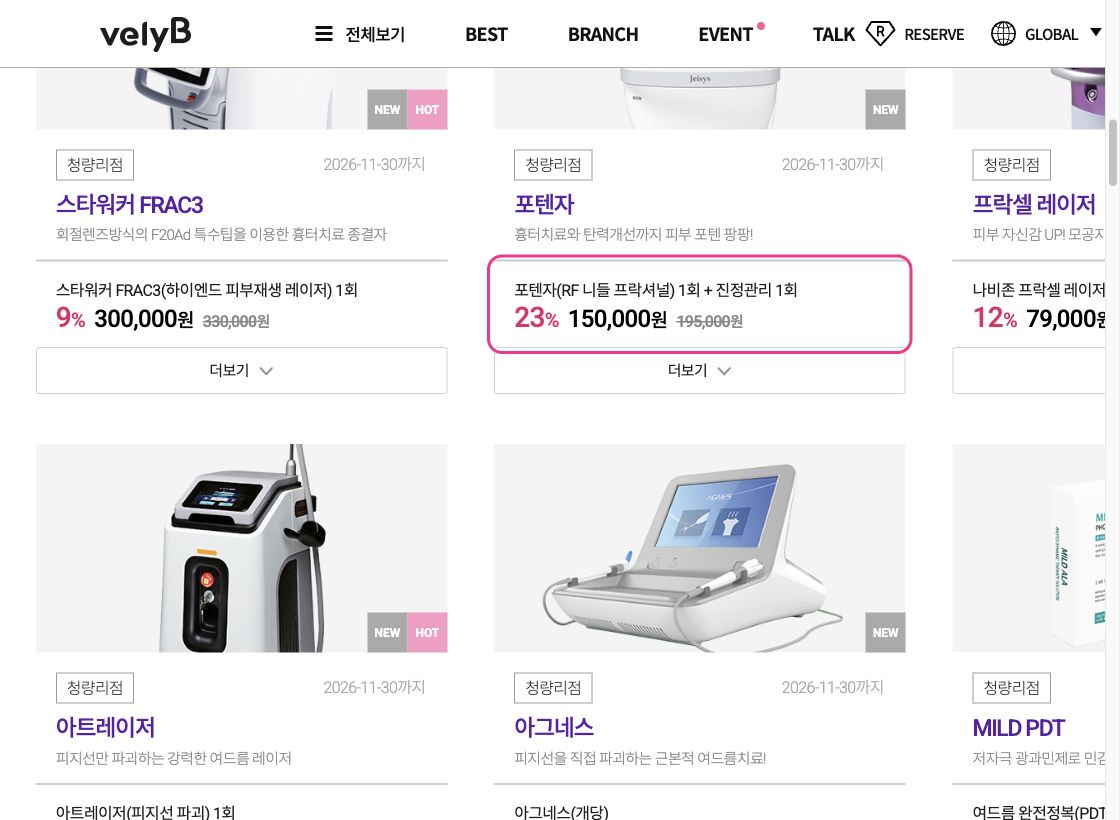 velyB
전체보기
BEST
BRANCH
EVENT
TALK
R
RESERVE
GLOBAL
Jeisys
NEW HOT
NEW
청량리점
2026-11-30까지
스타워커 FRAC3
회절렌즈방식의 F20Ad 특수팁을 이용한 흉터치료 종결자
스타워커 FRAC3(하이엔드 피부재생 레이저) 1회
9% 300,000원 330,000원
더보기
청량리점
2026-11-30까지
포텐자
흉터치료와 탄력개선까지 피부 포텐 팡팡!
포텐자(RF 니들 프락셔널) 1회 + 진정관리 1회
23% 150,000원 195,000원
더보기
청량리점
프락셀 레이저
피부 자신감 UP! 모공지
나비존 프락셀 레이저
12% 79,000원
NEW HOT
AGNES
NEW
MILD ALA
청량리점
2026-11-30까지
아트레이저
피지선만 파괴하는 강력한 여드름 레이저
아트레이저(피지선 파괴) 1회
청량리점
2026-11-30까지
아그네스
피지선을 직접 파괴하는 근본적 여드름치료!
아그네스(개당)
청량리점
MILD PDT
저자극 광과민제로 민감
여드름 완전정복(PDT